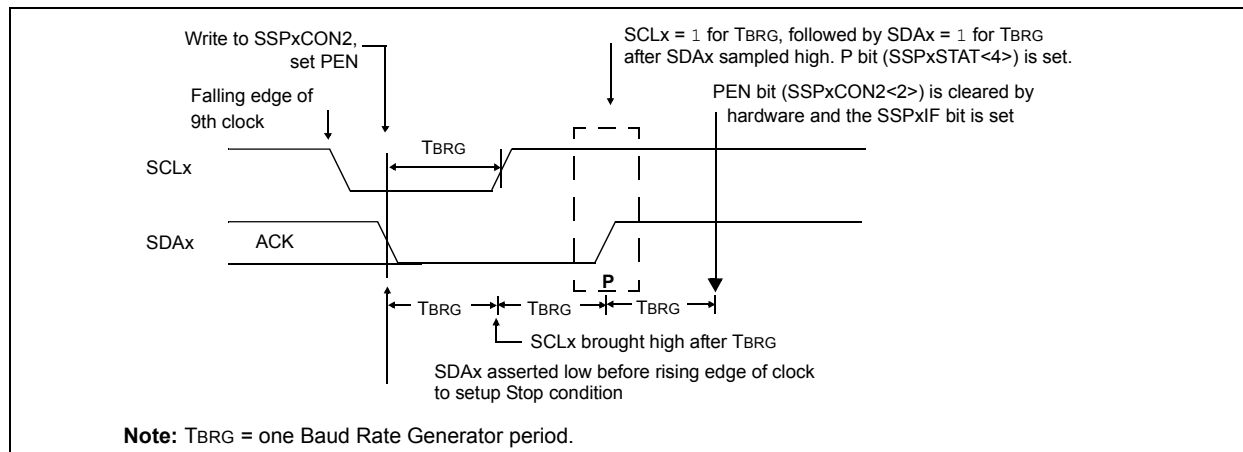 Write to SSPxCON2,
set PEN
SCLx = 1 for TBRG, followed by SDAx = 1 for TBRG
after SDAx sampled high. P bit (SSPxSTAT<4>) is set.
Falling edge of
9th clock
PEN bit (SSPxCON2<2>) is cleared by
hardware and the SSPxIF bit is set
TBRG
SCLx
SDAx
ACK
P
TBRG
TBRG
TBRG
SCLx brought high after TBRG
SDAx asserted low before rising edge of clock
to setup Stop condition
Note: TBRG = one Baud Rate Generator period.